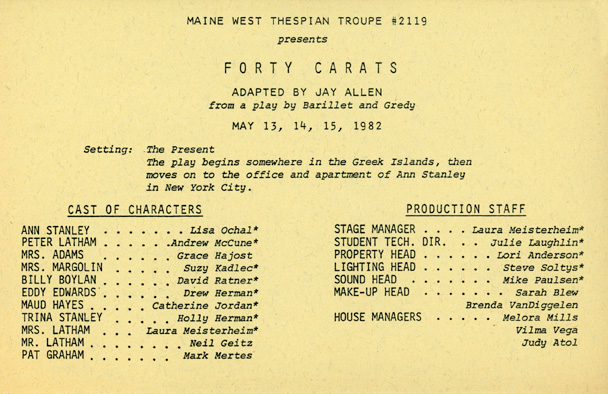 MAINE WEST THESPIAN TROUPE #2119
presents
FORTY CARATS
ADAPTED BY JAY ALLEN
from a play by Barillet and Gredy
MAY 13, 14, 15, 1982
Setting: The Present
The play begins somewhere in the Greek Islands, then
moves on to the office and apartment of Ann Stanley
in New York City.
CAST OF CHARACTERS
ANN STANLEY . . . . . . . Lisa Ochal*
PETER LATHAM . . . . . . .Andrew McCune*
MRS. ADAMS . . . . . . Grace Hajost
MRS. MARGOLIN . . . . . . Suzy Kadlec*
BILLY BOYLAN . . . . . . David Ratner*
EDDY EDWARDS . . . . . . Drew Herman*
MAUD HAYES . . . . . Catherine Jordan*
TRINA STANLEY . . . . . Holly Herman*
MRS. LATHAM . . . Laura Meisterheim*
MR. LATHAM . . . . . . . . Neil Geitz
PAT GRAHAM . . . . . . . Mark Mertes
PRODUCTION STAFF
STAGE MANAGER . . . . Laura Meisterheim*
STUDENT TECH. DIR. . . . Julie Laughlin*
PROPERTY HEAD . . . . . . Lori Anderson*
LIGHTING HEAD . . . . . . Steve Soltys*
SOUND HEAD . . . . . . . Mike Paulsen*
MAKE-UP HEAD . . . . . . . Sarah Blew
Brenda VanDiggelen
HOUSE MANAGERS . . . . . Melora Mills
Vilma Vega
Judy Atol